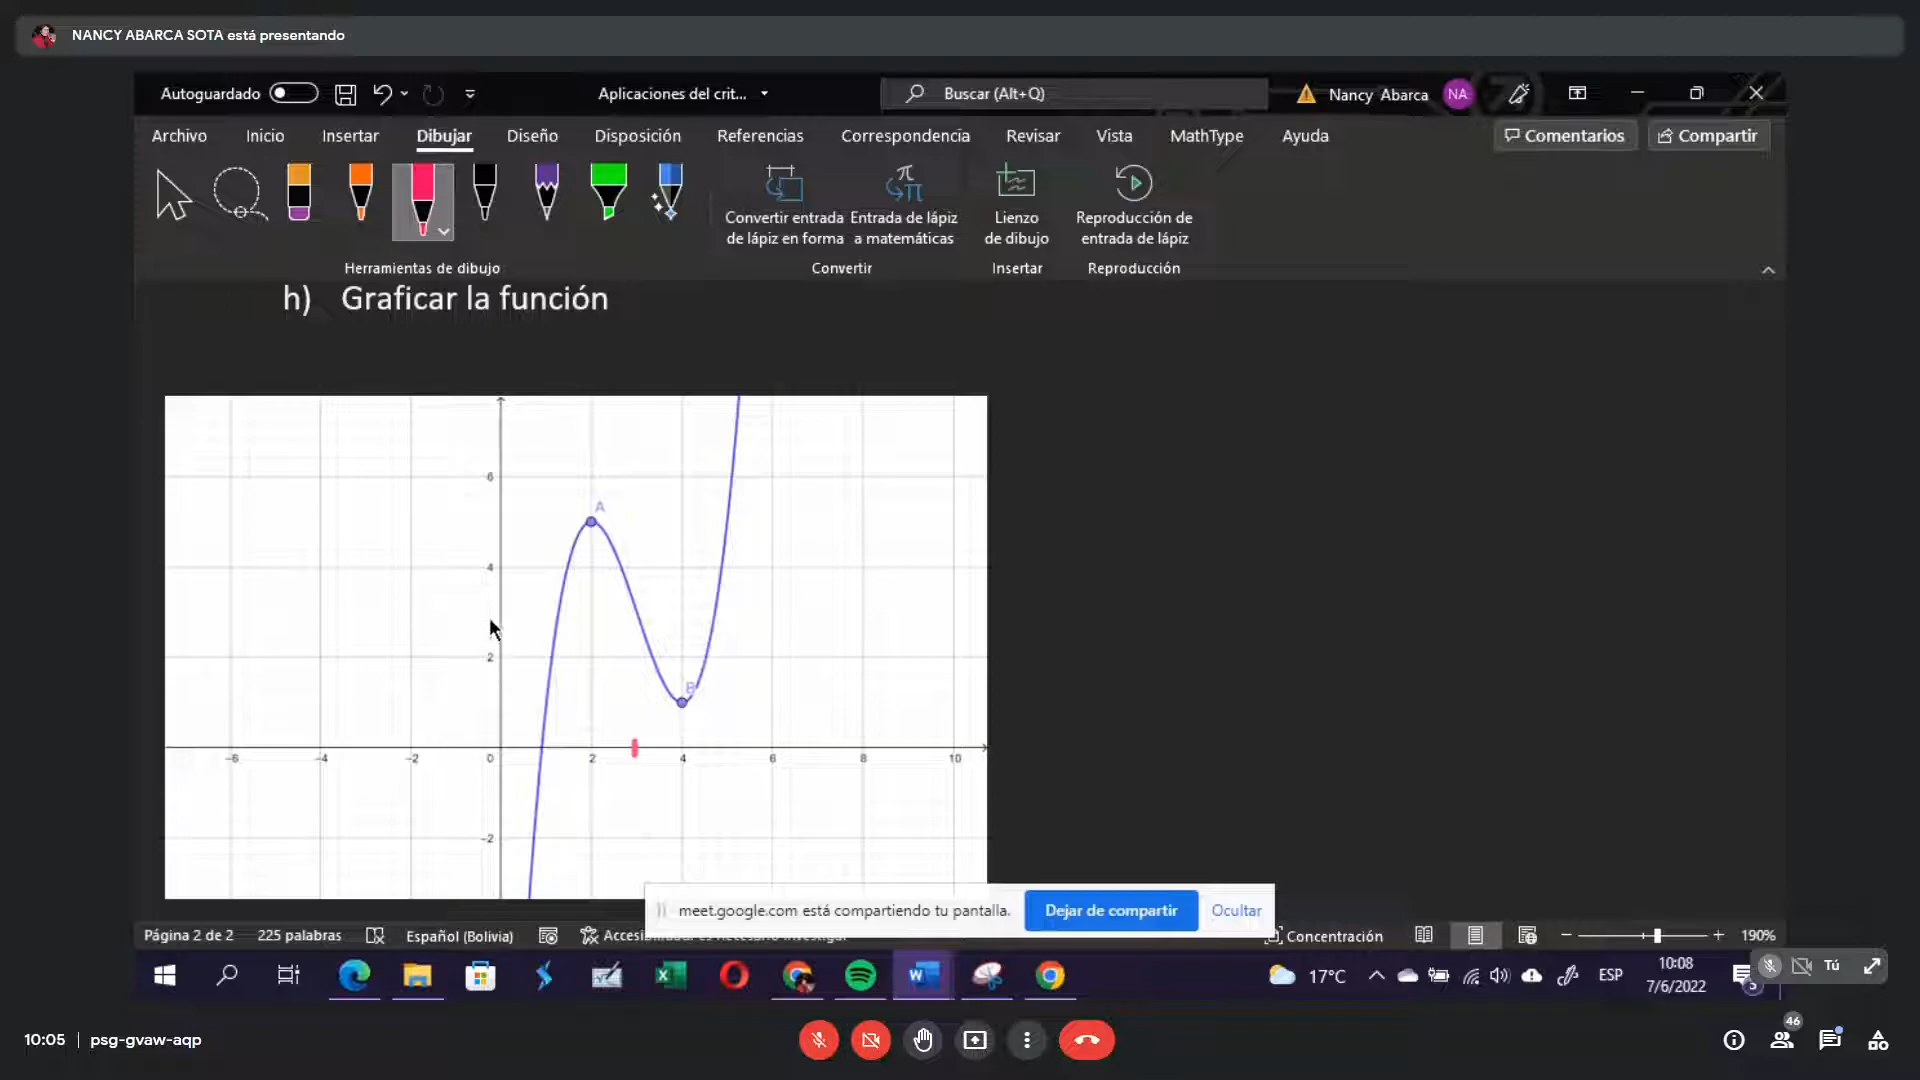 NANCY ABARCA SOTA está presentando
Autoguardado
Aplicaciones del crit...
Buscar (Alt+Q)
Nancy Abarca
NA
Archivo
Inicio
Insertar
Dibujar
Diseño
Disposición
Referencias
Correspondencia
Revisar
Vista
MathType
Ayuda
Comentarios
Compartir
Convertir entrada
de lápiz en forma
Entrada de lápiz
a matemáticas
Lienzo
de dibujo
Reproducción de
entrada de lápiz
Herramientas de dibujo
Convertir
Insertar
Reproducción
h) Graficar la función
6
A
4
2
B
-6
-4
-2
0
2
4
6
8
10
-2
meet.google.com está compartiendo tu pantalla.
Dejar de compartir
Ocultar
Página 2 de 2
225 palabras
Español (Bolivia)
Concentración
190%
17°C
ESP
10:08
7/6/2022
Tú
10:05 | psg-gvaw-aqp
46